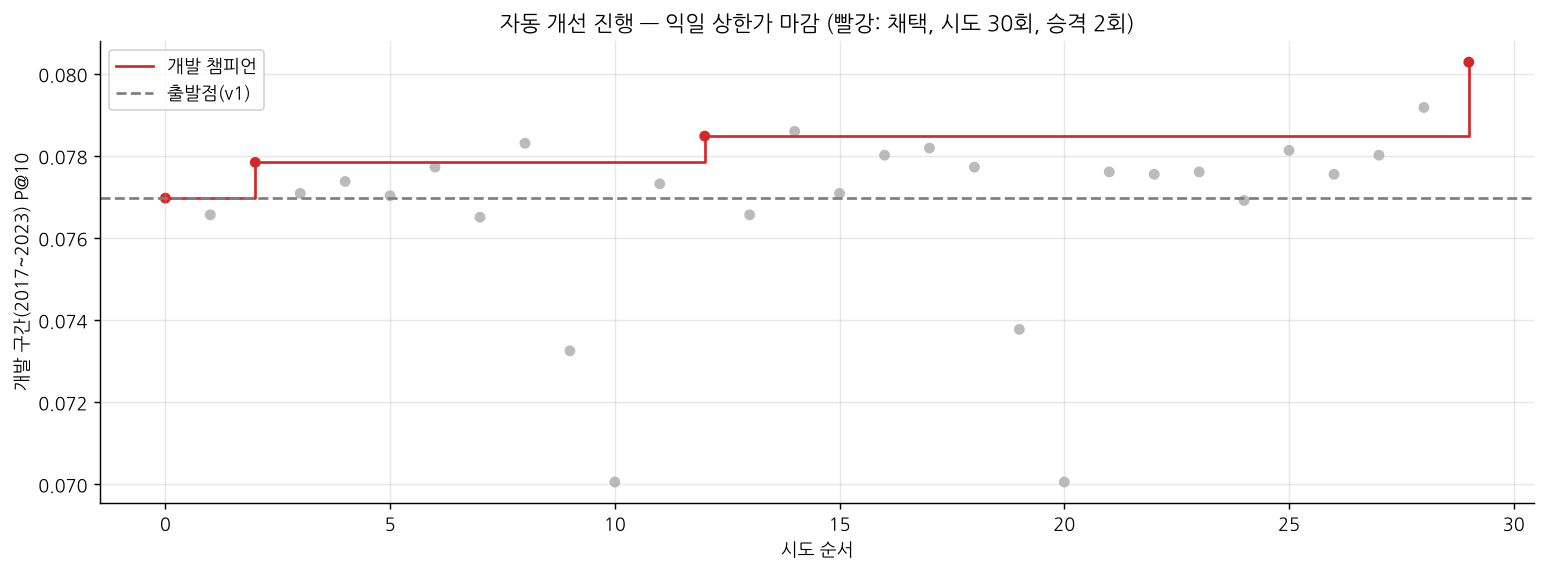 자동 개선 진행 — 익일 상한가 마감 (빨강: 채택, 시도 30회, 승격 2회)
개발 챔피언
출발점(v1)
개발 구간(2017~2023) P@10
0.080
0.078
0.076
0.074
0.072
0.070
0 5 10 15 20 25 30
시도 순서